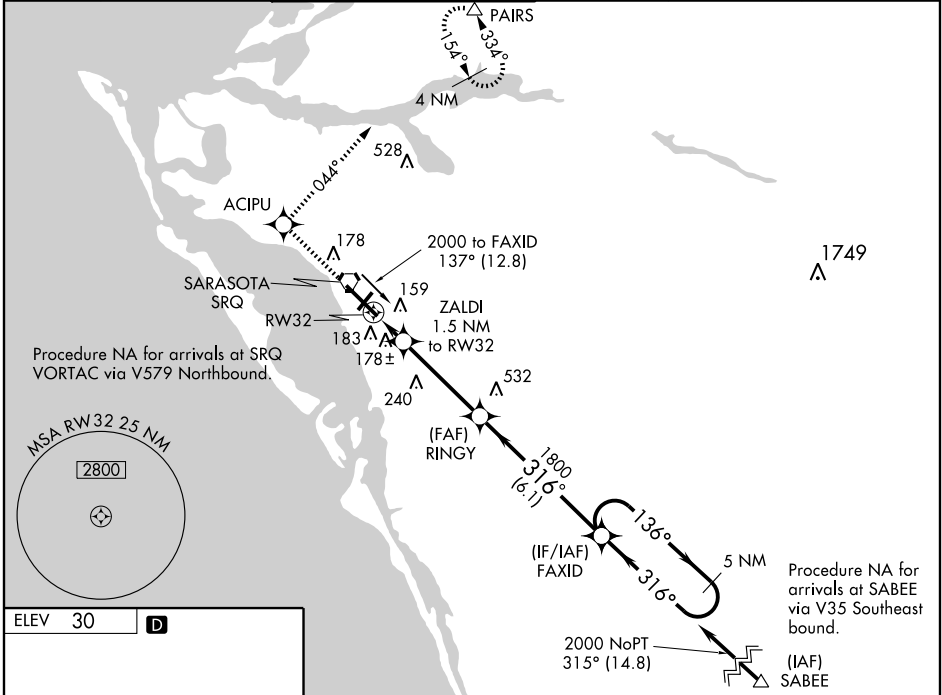 PAIRS
154°
334°
4 NM
528
044°
ACIPU
178
2000 to FAXID
137° (12.8)
1749
SARASOTA
SRQ
159
ZALDI
1.5 NM
to RW32
RW32
183
178±
Procedure NA for arrivals at SRQ
VORTAC via V579 Northbound.
240
532
(FAF)
RINGY
MSA RW32 25 NM
2800
1800
316°
(6.1)
136°
(IF/IAF)
FAXID
5 NM
316°
Procedure NA for
arrivals at SABEE
via V35 Southeast
bound.
ELEV 30 D
2000 NoPT
315° (14.8)
(IAF)
SABEE